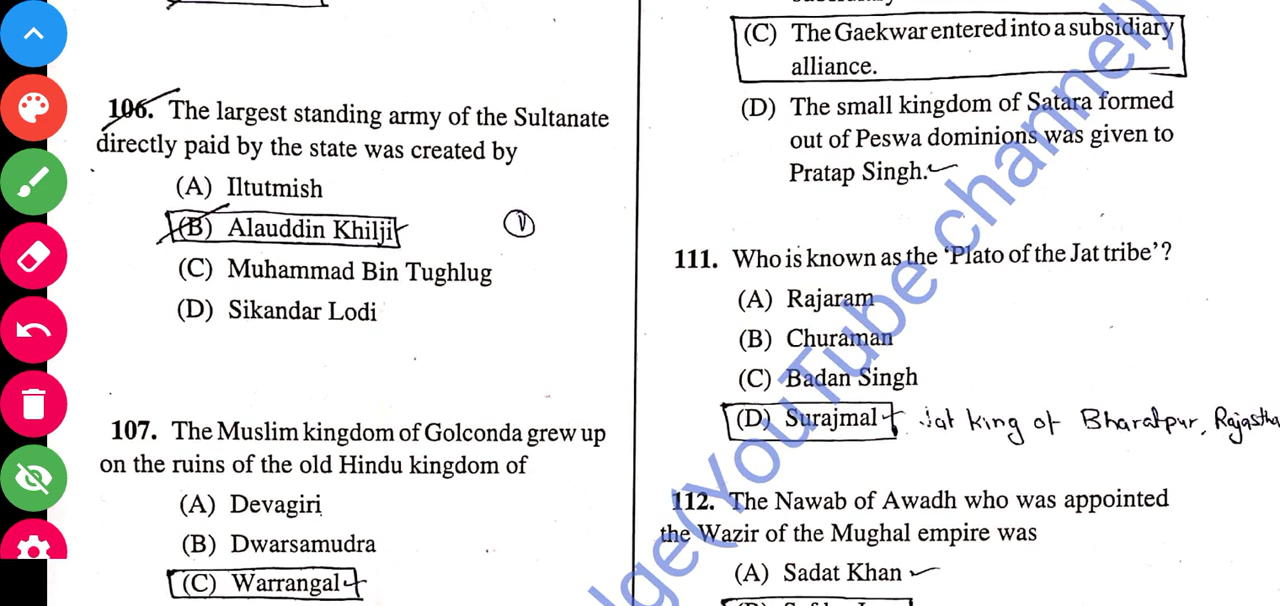 106. The largest standing army of the Sultanate
directly paid by the state was created by
(A) Iltutmish
(B) Alauddin Khilji
(C) Muhammad Bin Tughlug
(D) Sikandar Lodi
107. The Muslim kingdom of Golconda grew up
on the ruins of the old Hindu kingdom of
(A) Devagiri
(B) Dwarsamudra
(C) Warrangal
(C) The Gaekwar entered into a subsidiary
alliance.
(D) The small kingdom of Satara formed
out of Peswa dominions was given to
Pratap Singh.
111. Who is known as the ‘Plato of the Jat tribe’?
(A) Rajaram
(B) Churaman
(C) Badan Singh
(D) Surajmal Jat king of Bharatpur, Rajastha
112. The Nawab of Awadh who was appointed
the Wazir of the Mughal empire was
(A) Sadat Khan
dge(YouTube channel)